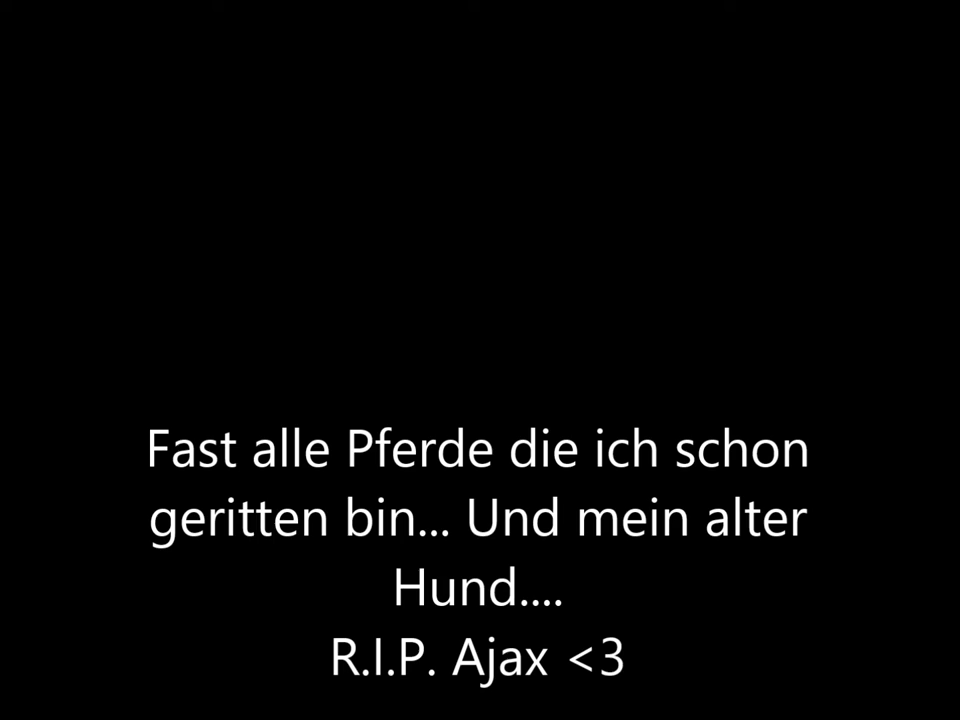 Fast alle Pferde die ich schon
geritten bin... Und mein alter
Hund....
R.I.P. Ajax <3